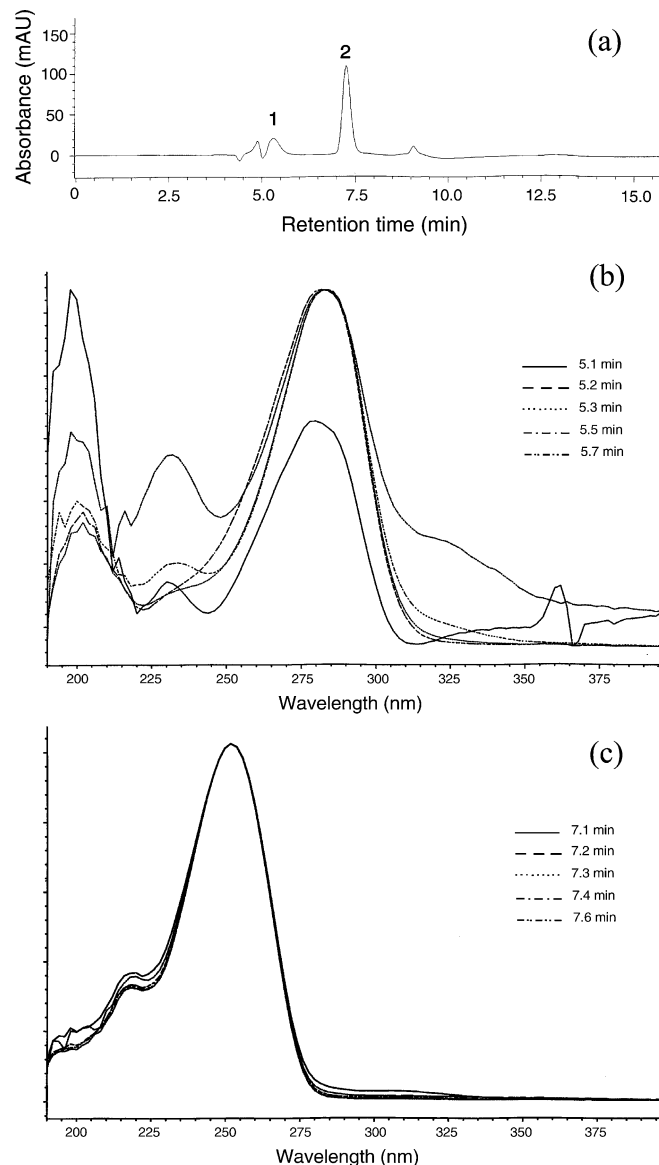 (a)
150
100
50
0
Absorbance (mAU)
1
2
0 2.5 5.0 7.5 10.0 12.5 15.0
Retention time (min)
(b)
5.1 min
5.2 min
5.3 min
5.5 min
5.7 min
200 225 250 275 300 325 350 375
Wavelength (nm)
(c)
7.1 min
7.2 min
7.3 min
7.4 min
7.6 min
200 225 250 275 300 325 350 375
Wavelength (nm)